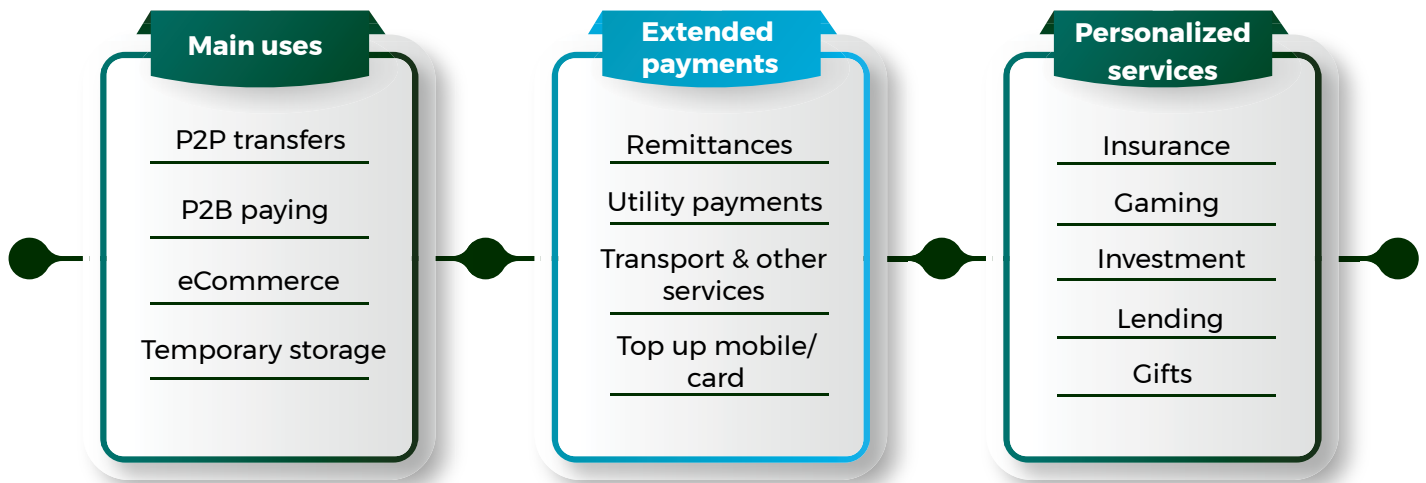 Main uses
P2P transfers
P2B paying
eCommerce
Temporary storage
Extended
payments
Remittances
Utility payments
Transport & other
services
Top up mobile/
card
Personalized
services
Insurance
Gaming
Investment
Lending
Gifts